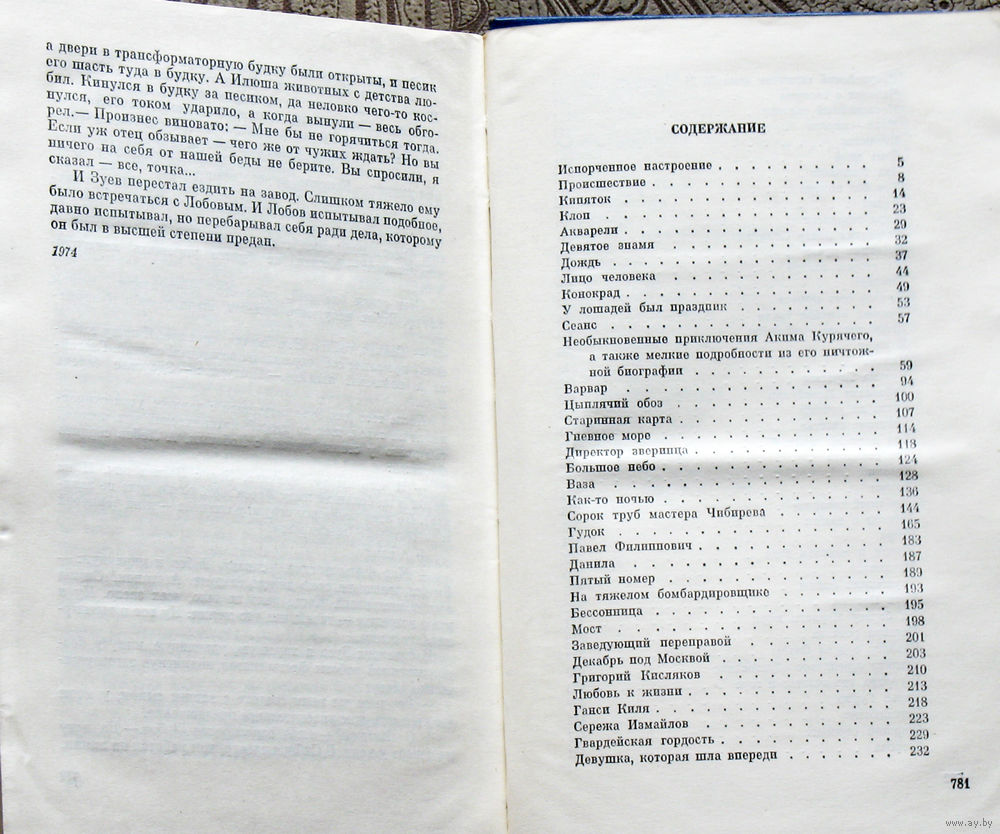 а двери в трансформаторную будку были открыты, и песик
его шасть туда в будку. А Илюша животных с детства лю-
бил. Кинулся в будку за песиком, да неловко чего-то кос-
нулся, его током ударило, а когда вынули — весь обго-
рел.— Произнес виновато: — Мне бы не горячиться тогда.
Если уж отец обзывает — чего же от чужих ждать? Но вы
ничего на себя от нашей беды не берите. Вы спросили, я
сказал — все, точка...
И Зуев перестал ездить на завод. Слишком тяжело ему
было встречаться с Лобовым. И Лобов испытывал подобное,
давно испытывал, но перебарывал себя ради дела, которому
он был в высшей степени предан.
1974
СОДЕРЖАНИЕ
Испорченное настроение . . . . . . . . . . 5
Происшествие . . . . . . . . . . . . . 8
Кипяток . . . . . . . . . . . . . . . 14
Клоп . . . . . . . . . . . . . . . . 23
Акварели . . . . . . . . . . . . . . . 29
Девятое знамя . . . . . . . . . . . . . 32
Дождь . . . . . . . . . . . . . . . . 37
Лицо человека . . . . . . . . . . . . . 44
Конокрад . . . . . . . . . . . . . . . 49
У лошадей был праздник . . . . . . . . . 53
Сеанс . . . . . . . . . . . . . . . . 57
Необыкновенные приключения Акима Курячего,
а также мелкие подробности из его ничтож-
ной биографии . . . . . . . . . . . . 59
Варвар . . . . . . . . . . . . . . . 94
Цыплячий обоз . . . . . . . . . . . . . 100
Старинная карта . . . . . . . . . . . . 107
Гневное море . . . . . . . . . . . . . 114
Директор зверинца . . . . . . . . . . . 118
Большое небо . . . . . . . . . . . . . 124
Ваза . . . . . . . . . . . . . . . . 128
Как-то ночью . . . . . . . . . . . . . 136
Сорок труб мастера Чибирева . . . . . . . 144
Гудок . . . . . . . . . . . . . . . . 165
Павел Филиппович . . . . . . . . . . . . 183
Данила . . . . . . . . . . . . . . . 187
Пятый номер . . . . . . . . . . . . . 189
На тяжелом бомбардировщике . . . . . . . 193
Бессонница . . . . . . . . . . . . . . 195
Мост . . . . . . . . . . . . . . . . 198
Заведующий переправой . . . . . . . . . . 201
Декабрь под Москвой . . . . . . . . . . . 203
Григорий Кисляков . . . . . . . . . . . 210
Любовь к жизни . . . . . . . . . . . . 213
Ганси Киля . . . . . . . . . . . . . . 218
Сережа Измайлов . . . . . . . . . . . . 223
Гвардейская гордость . . . . . . . . . . 229
Девушка, которая шла впереди . . . . . . . 232
781
www.ay.by